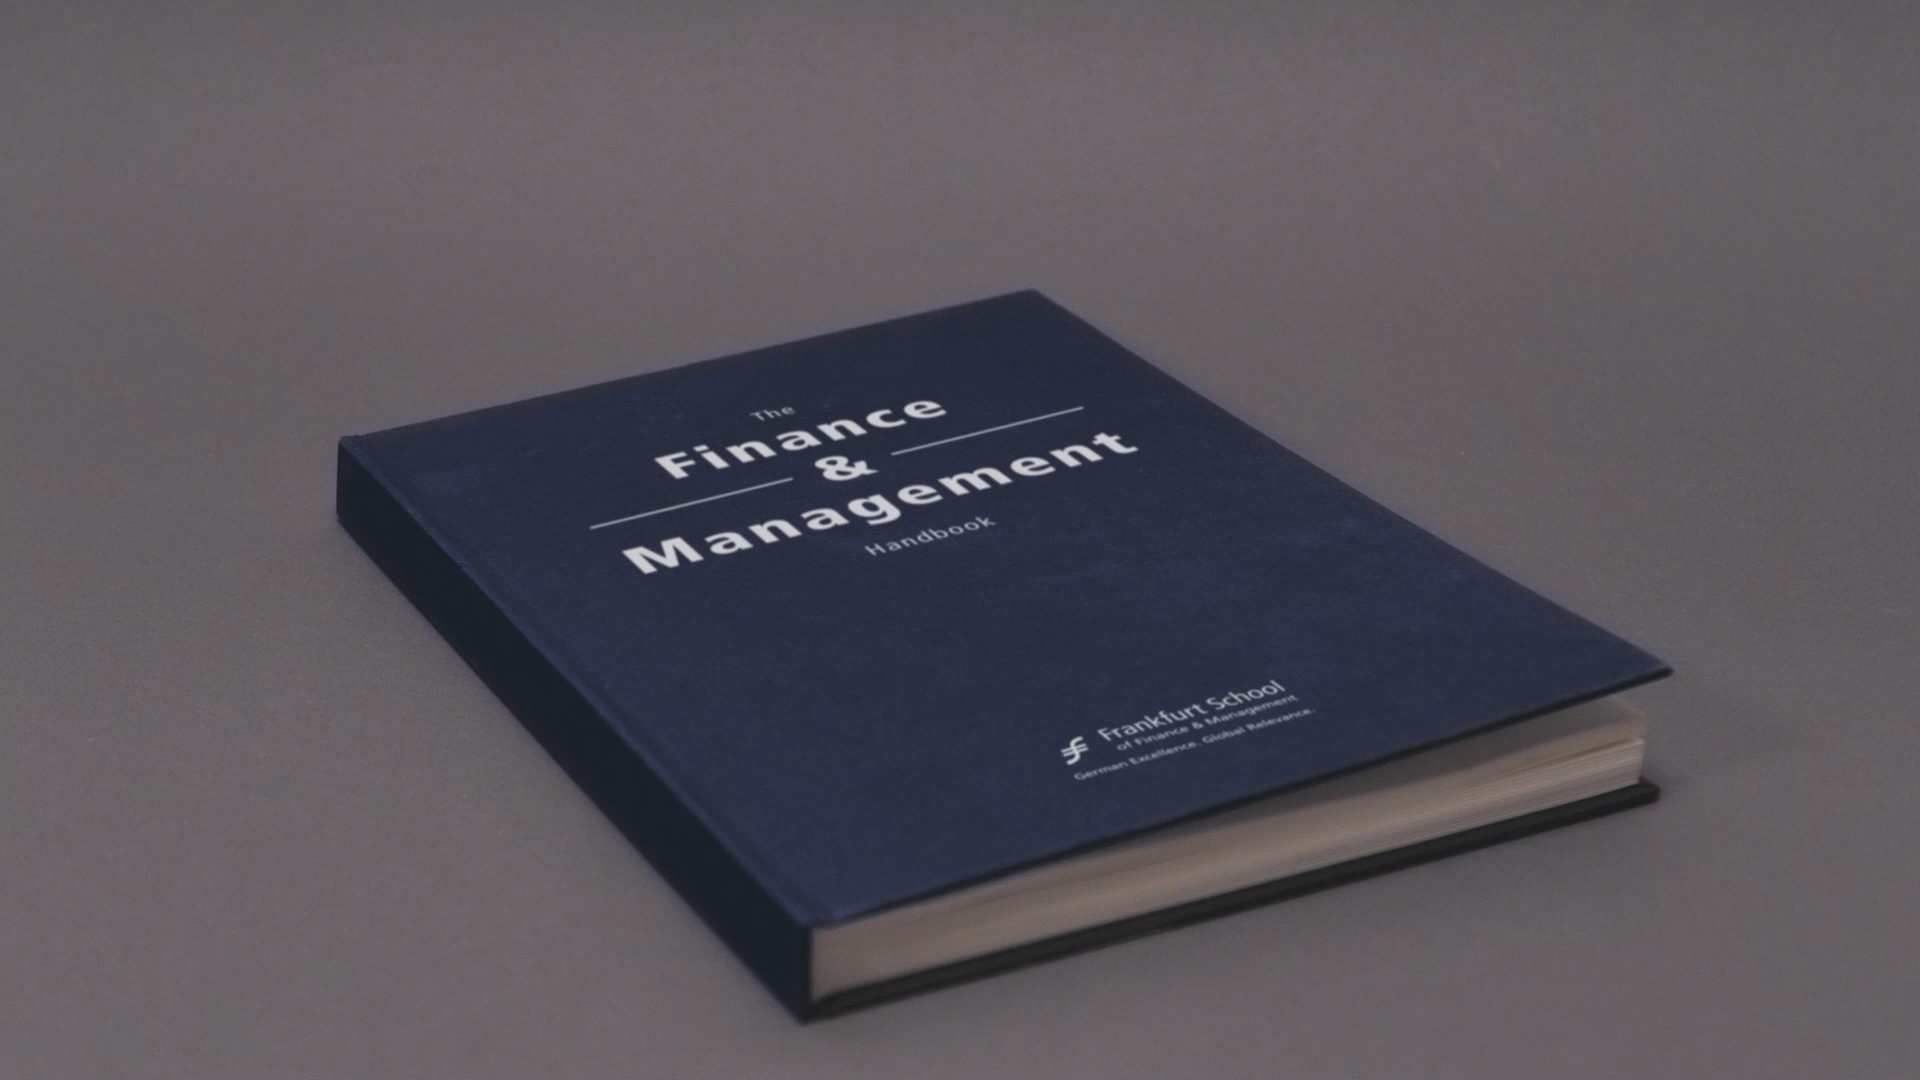 The
Finance
&
Management
Handbook
Frankfurt School
of Finance & Management
German Excellence. Global Relevance.